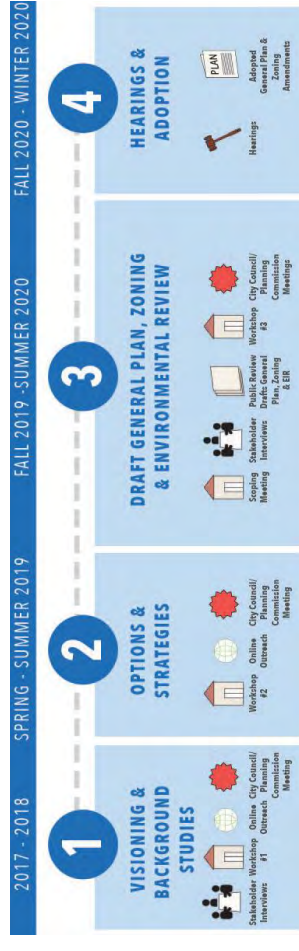 2017 - 2018
SPRING - SUMMER 2019
FALL 2019 -SUMMER 2020
FALL 2020 - WINTER 2020
1
VISIONING &
BACKGROUND
STUDIES
Stakeholder
Interviews
Workshop
#1
Online
Outreach
City Council/
Planning
Commission
Meeting
2
OPTIONS &
STRATEGIES
Workshop
#2
Online
Outreach
City Council/
Planning
Commission
Meeting
3
DRAFT GENERAL PLAN, ZONING
& ENVIRONMENTAL REVIEW
Scoping
Meeting
Stakeholder
Interviews
Public Review
Drafts General
Plan, Zoning
& EIR
Workshop
#3
City Council/
Planning
Commission
Meetings
4
HEARINGS &
ADOPTION
Hearings
PLAN
Adopted
General Plan &
Zoning
Amendments